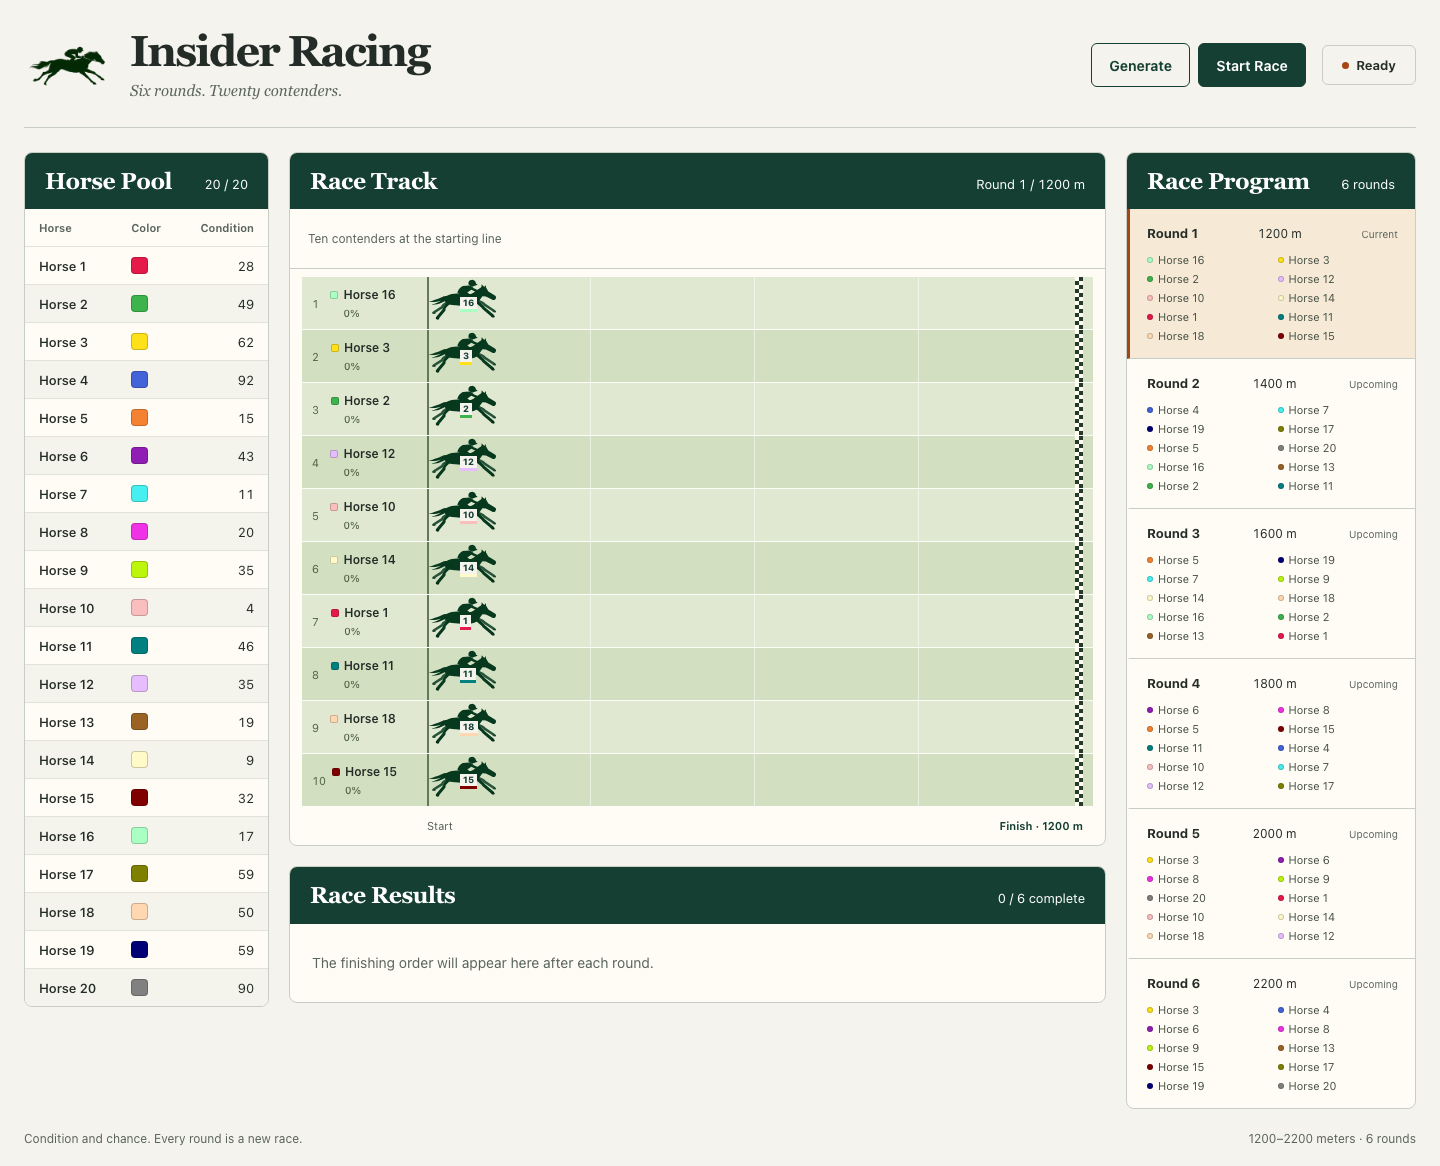 Insider Racing
Six rounds. Twenty contenders.
Generate
Start Race
Ready
Horse Pool 20 / 20
Horse Color Condition
Horse 1 28
Horse 2 49
Horse 3 62
Horse 4 92
Horse 5 15
Horse 6 43
Horse 7 11
Horse 8 20
Horse 9 35
Horse 10 4
Horse 11 46
Horse 12 35
Horse 13 19
Horse 14 9
Horse 15 32
Horse 16 17
Horse 17 59
Horse 18 50
Horse 19 59
Horse 20 90
Race Track Round 1 / 1200 m
Ten contenders at the starting line
1 Horse 16 16
0%
2 Horse 3 3
0%
3 Horse 2 2
0%
4 Horse 12 12
0%
5 Horse 10 10
0%
6 Horse 14 14
0%
7 Horse 1 1
0%
8 Horse 11 11
0%
9 Horse 18 18
0%
10 Horse 15 15
0%
Start Finish · 1200 m
Race Results 0 / 6 complete
The finishing order will appear here after each round.
Race Program 6 rounds
Round 1 1200 m Current
Horse 16 Horse 3
Horse 2 Horse 12
Horse 10 Horse 14
Horse 1 Horse 11
Horse 18 Horse 15
Round 2 1400 m Upcoming
Horse 4 Horse 7
Horse 19 Horse 17
Horse 5 Horse 20
Horse 16 Horse 13
Horse 2 Horse 11
Round 3 1600 m Upcoming
Horse 5 Horse 19
Horse 7 Horse 9
Horse 14 Horse 18
Horse 16 Horse 2
Horse 13 Horse 1
Round 4 1800 m Upcoming
Horse 6 Horse 8
Horse 5 Horse 15
Horse 11 Horse 4
Horse 10 Horse 7
Horse 12 Horse 17
Round 5 2000 m Upcoming
Horse 3 Horse 6
Horse 8 Horse 9
Horse 20 Horse 1
Horse 10 Horse 14
Horse 18 Horse 12
Round 6 2200 m Upcoming
Horse 3 Horse 4
Horse 6 Horse 8
Horse 9 Horse 13
Horse 15 Horse 17
Horse 19 Horse 20
Condition and chance. Every round is a new race.
1200–2200 meters · 6 rounds